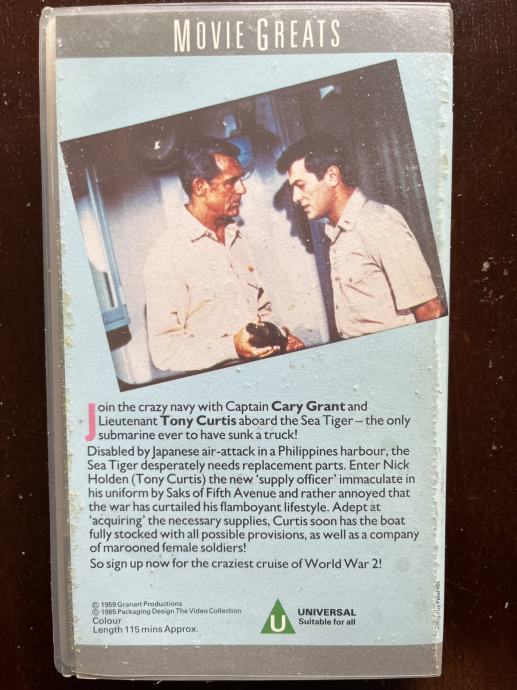 MOVIE GREATS
Join the crazy navy with Captain Cary Grant and
Lieutenant Tony Curtis aboard the Sea Tiger – the only
submarine ever to have sunk a truck!
Disabled by Japanese air-attack in a Philippines harbour, the
Sea Tiger desperately needs replacement parts. Enter Nick
Holden (Tony Curtis) the new ‘supply officer’ immaculate in
his uniform by Saks of Fifth Avenue and rather annoyed that
the war has curtailed his flamboyant lifestyle. Adept at
‘acquiring’ the necessary supplies, Curtis soon has the boat
fully stocked with all possible provisions, as well as a company
of marooned female soldiers!
So sign up now for the craziest cruise of World War 2!
© 1959 Granart Productions
© 1985 Packaging Design The Video Collection
Colour
Length 115 mins Approx.
U
UNIVERSAL
Suitable for all